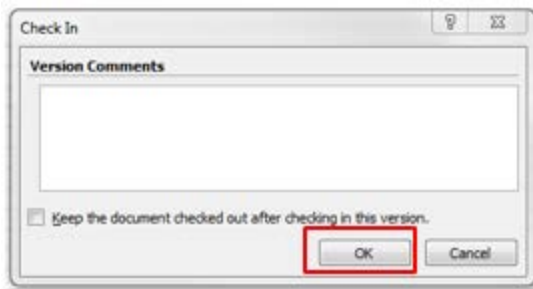 Check In
Version Comments
Keep the document checked out after checking in this version.
OK
Cancel